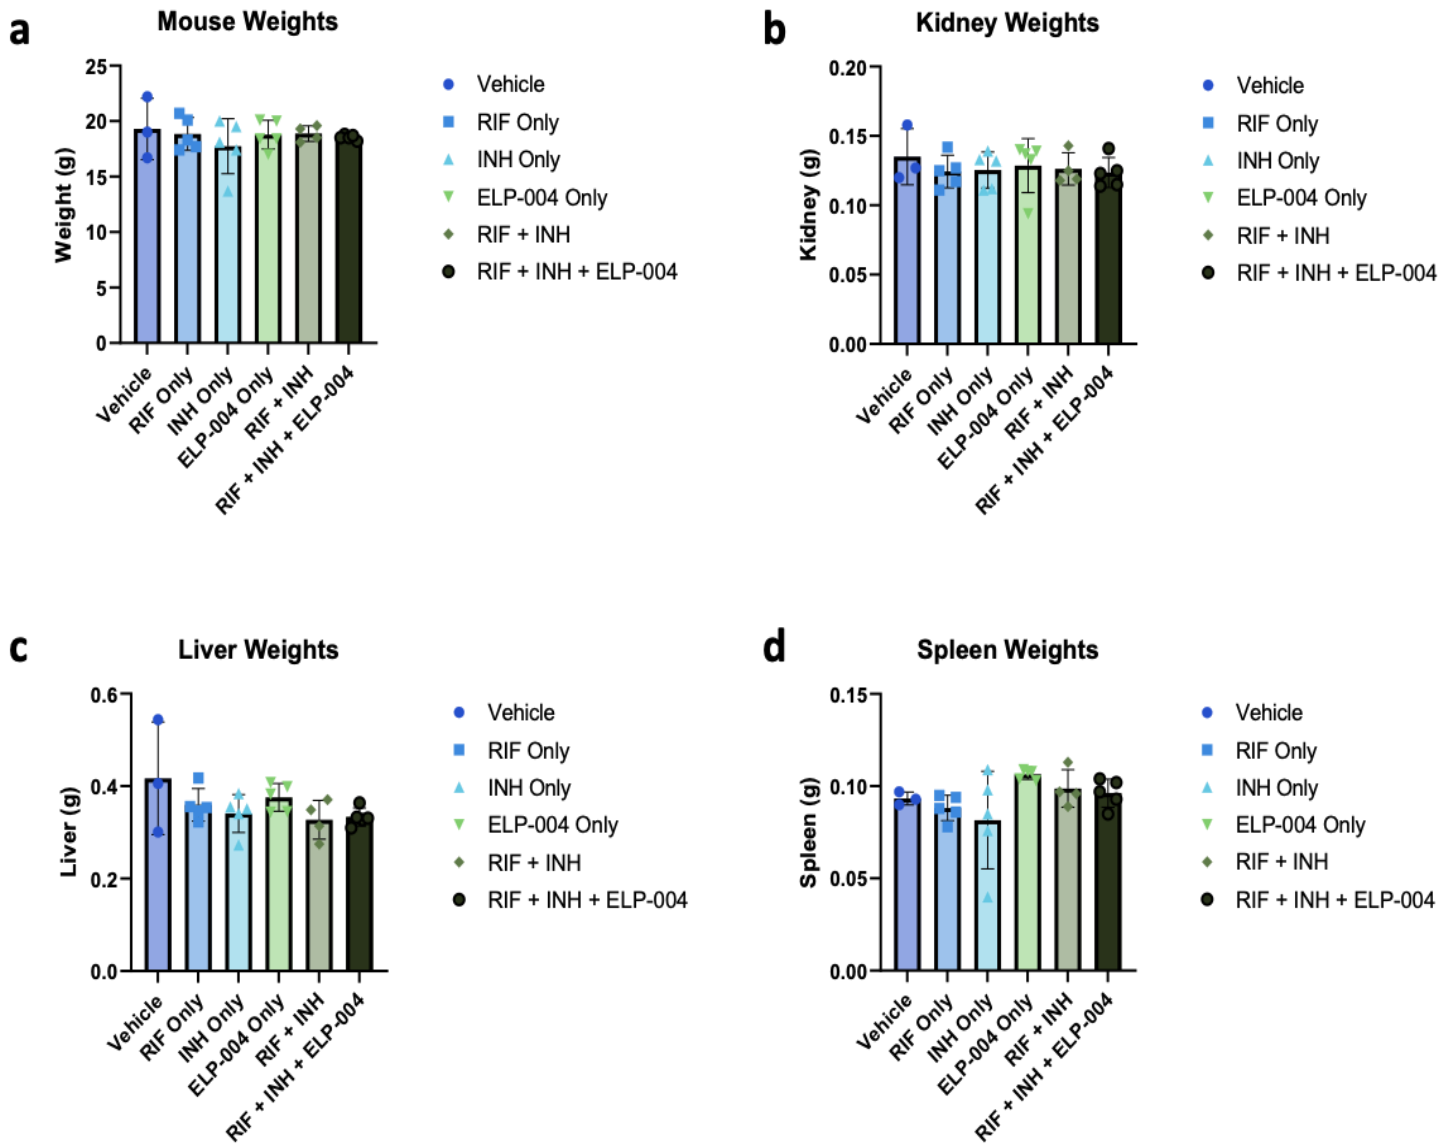 a
Mouse Weights
Weight (g)
25
20
15
10
5
0
Vehicle
RIF Only
INH Only
ELP-004 Only
RIF + INH
RIF + INH + ELP-004
Vehicle
RIF Only
INH Only
ELP-004 Only
RIF + INH
RIF + INH + ELP-004
b
Kidney Weights
Kidney (g)
0.20
0.15
0.10
0.05
0.00
Vehicle
RIF Only
INH Only
ELP-004 Only
RIF + INH
RIF + INH + ELP-004
Vehicle
RIF Only
INH Only
ELP-004 Only
RIF + INH
RIF + INH + ELP-004
c
Liver Weights
Liver (g)
0.6
0.4
0.2
0.0
Vehicle
RIF Only
INH Only
ELP-004 Only
RIF + INH
RIF + INH + ELP-004
Vehicle
RIF Only
INH Only
ELP-004 Only
RIF + INH
RIF + INH + ELP-004
d
Spleen Weights
Spleen (g)
0.15
0.10
0.05
0.00
Vehicle
RIF Only
INH Only
ELP-004 Only
RIF + INH
RIF + INH + ELP-004
Vehicle
RIF Only
INH Only
ELP-004 Only
RIF + INH
RIF + INH + ELP-004